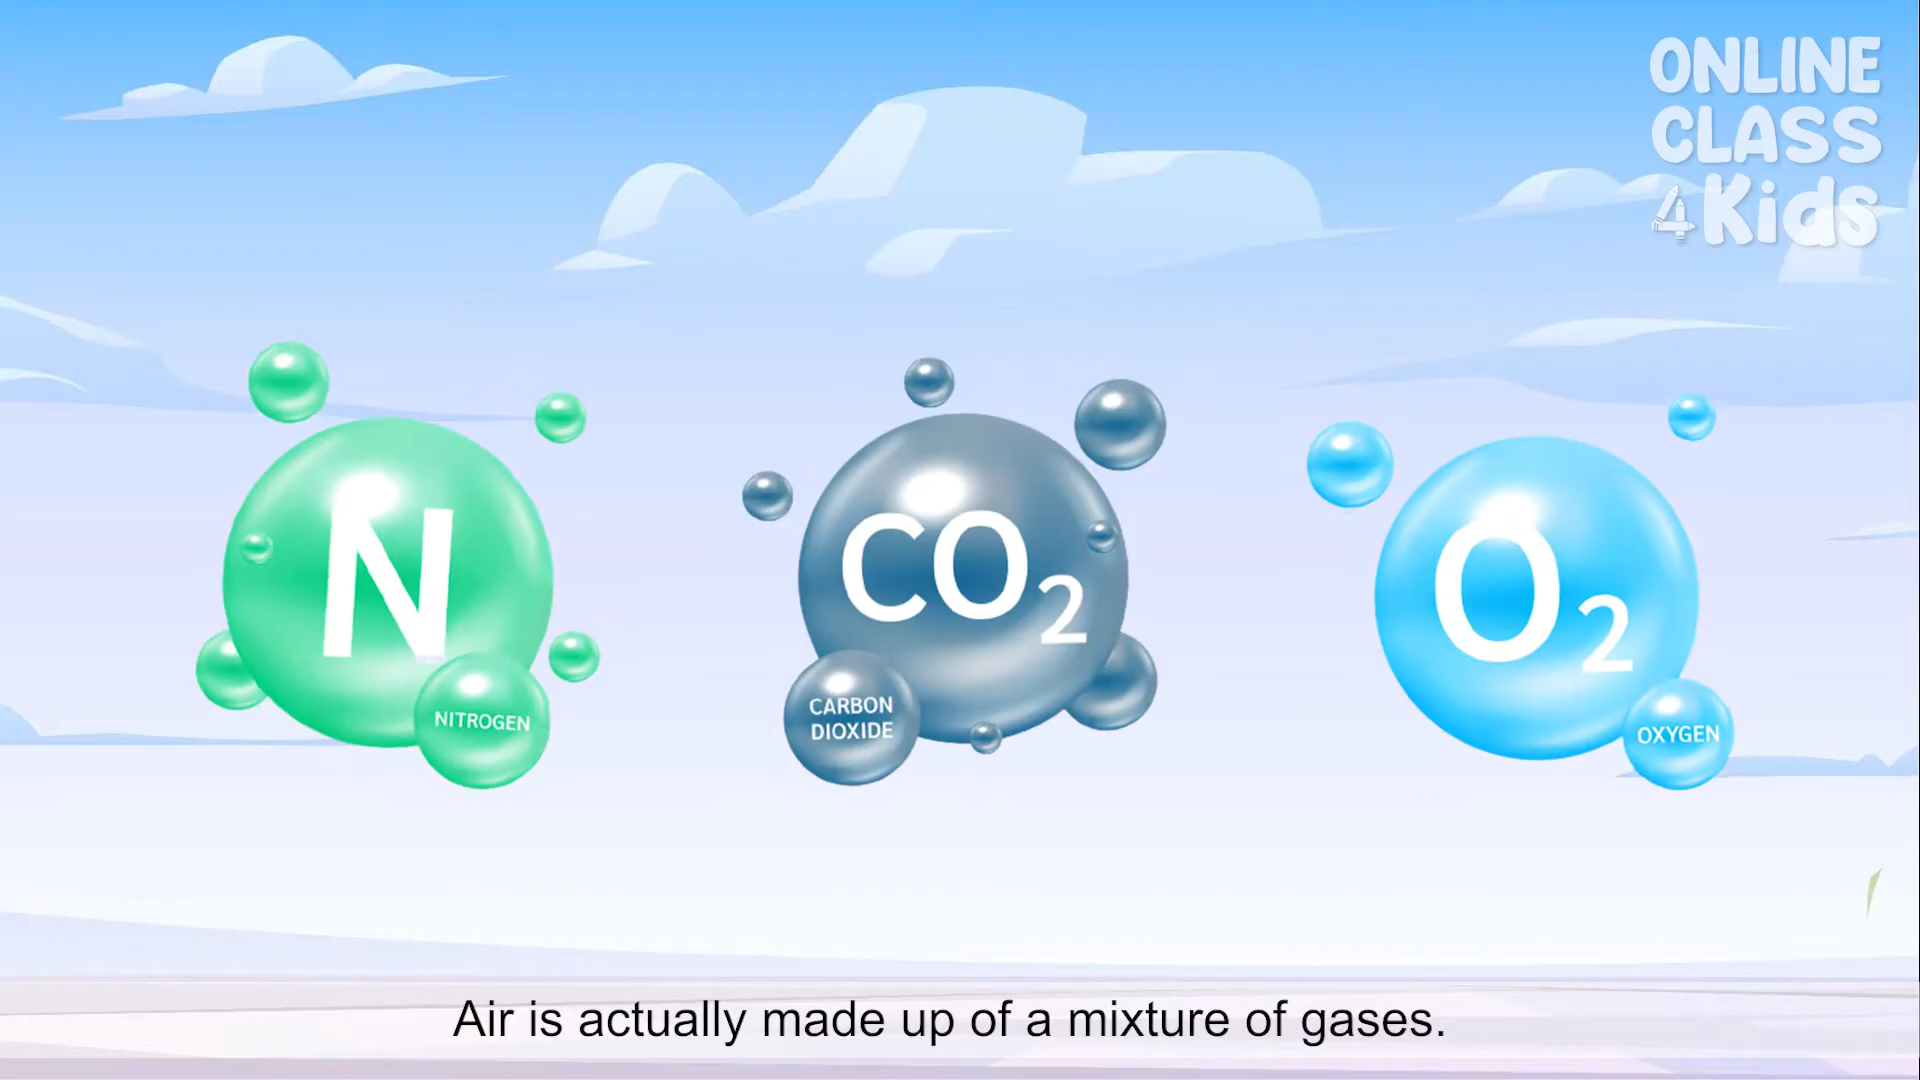 ONLINE
CLASS
4Kids
N
NITROGEN
CO₂
CARBON
DIOXIDE
O₂
OXYGEN
Air is actually made up of a mixture of gases.